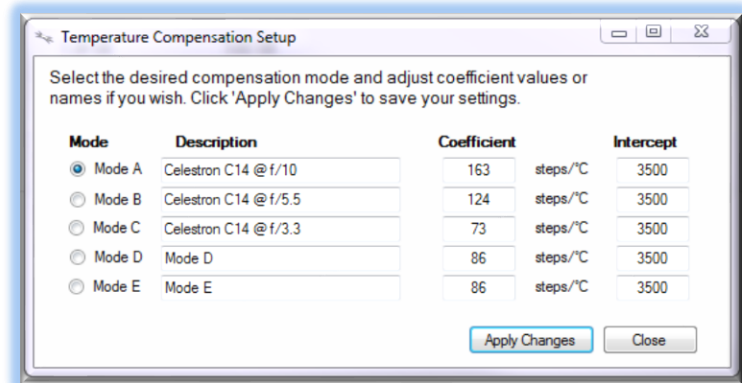 Temperature Compensation Setup
Select the desired compensation mode and adjust coefficient values or
names if you wish. Click 'Apply Changes' to save your settings.
Mode Description Coefficient Intercept
Mode A Celestron C14 @ f/10 163 steps/°C 3500
Mode B Celestron C14 @ f/5.5 124 steps/°C 3500
Mode C Celestron C14 @ f/3.3 73 steps/°C 3500
Mode D Mode D 86 steps/°C 3500
Mode E Mode E 86 steps/°C 3500
Apply Changes Close